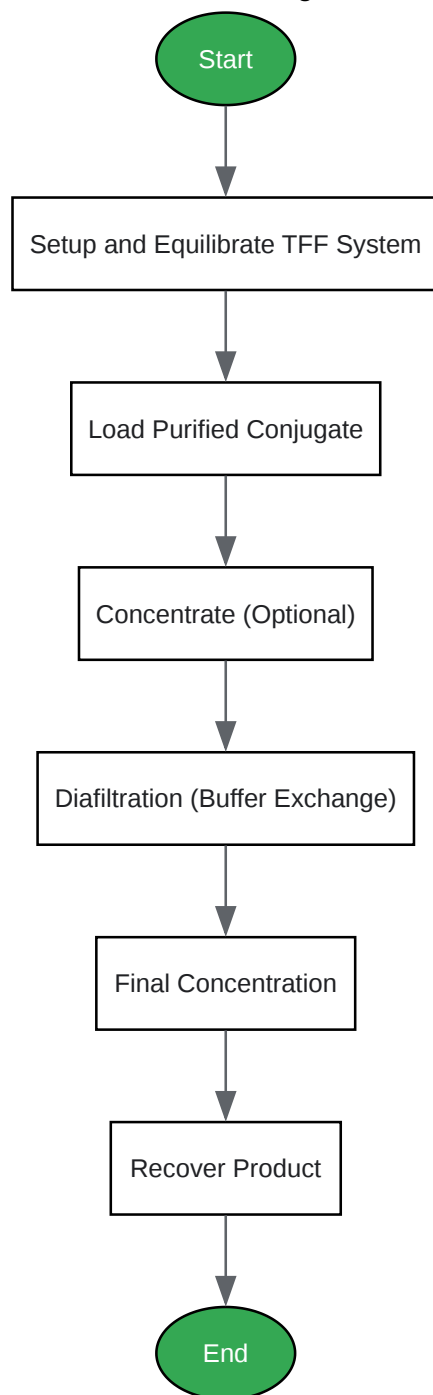 Start
Setup and Equilibrate TFF System
Load Purified Conjugate
Concentrate (Optional)
Diafiltration (Buffer Exchange)
Final Concentration
Recover Product
End